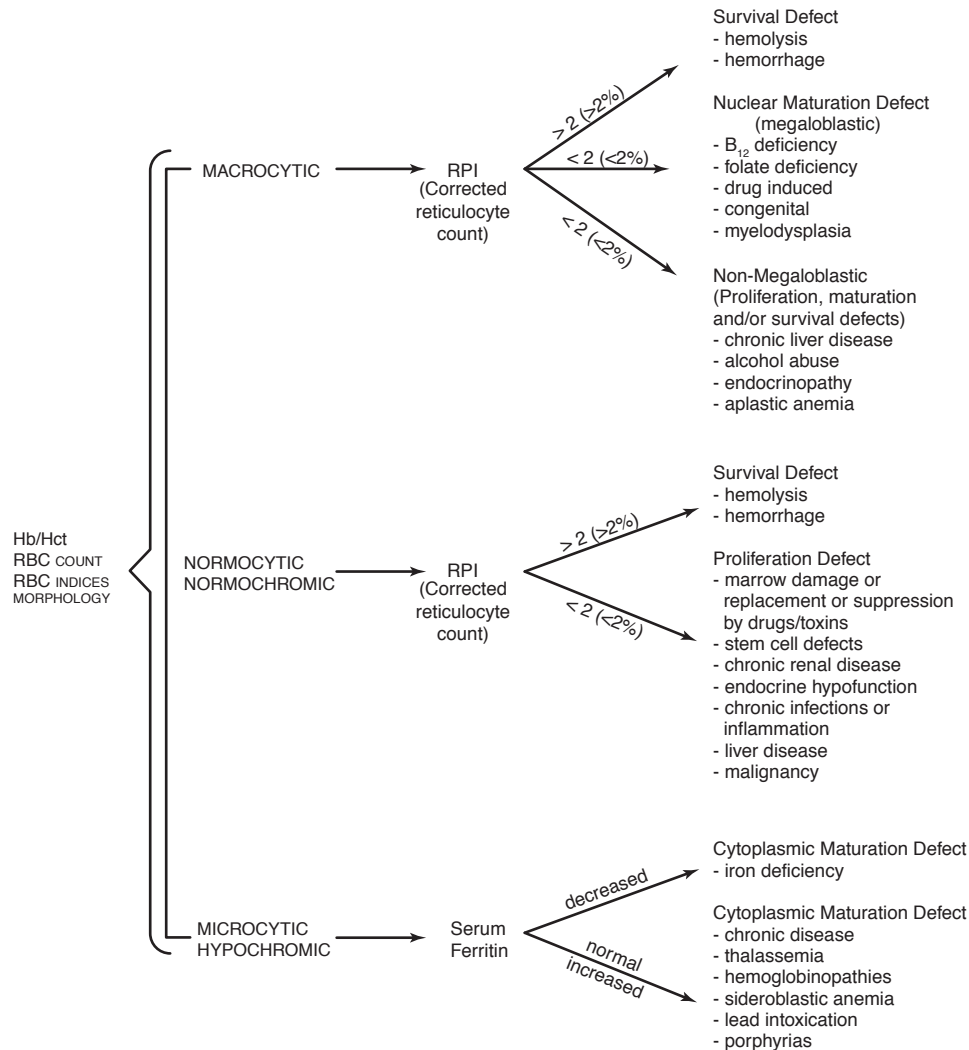 Hb/Hct
RBC COUNT
RBC INDICES
MORPHOLOGY
MACROCYTIC
RPI
(Corrected
reticulocyte
count)
> 2 (>2%)
< 2 (<2%)
< 2 (<2%)
Survival Defect
- hemolysis
- hemorrhage
Nuclear Maturation Defect
(megaloblastic)
- B₁₂ deficiency
- folate deficiency
- drug induced
- congenital
- myelodysplasia
Non-Megaloblastic
(Proliferation, maturation
and/or survival defects)
- chronic liver disease
- alcohol abuse
- endocrinopathy
- aplastic anemia
NORMOCYTIC
NORMOCHROMIC
RPI
(Corrected
reticulocyte
count)
> 2 (>2%)
< 2 (<2%)
Survival Defect
- hemolysis
- hemorrhage
Proliferation Defect
- marrow damage or
replacement or suppression
by drugs/toxins
- stem cell defects
- chronic renal disease
- endocrine hypofunction
- chronic infections or
inflammation
- liver disease
- malignancy
MICROCYTIC
HYPOCHROMIC
Serum
Ferritin
decreased
normal
increased
Cytoplasmic Maturation Defect
- iron deficiency
Cytoplasmic Maturation Defect
- chronic disease
- thalassemia
- hemoglobinopathies
- sideroblastic anemia
- lead intoxication
- porphyrias